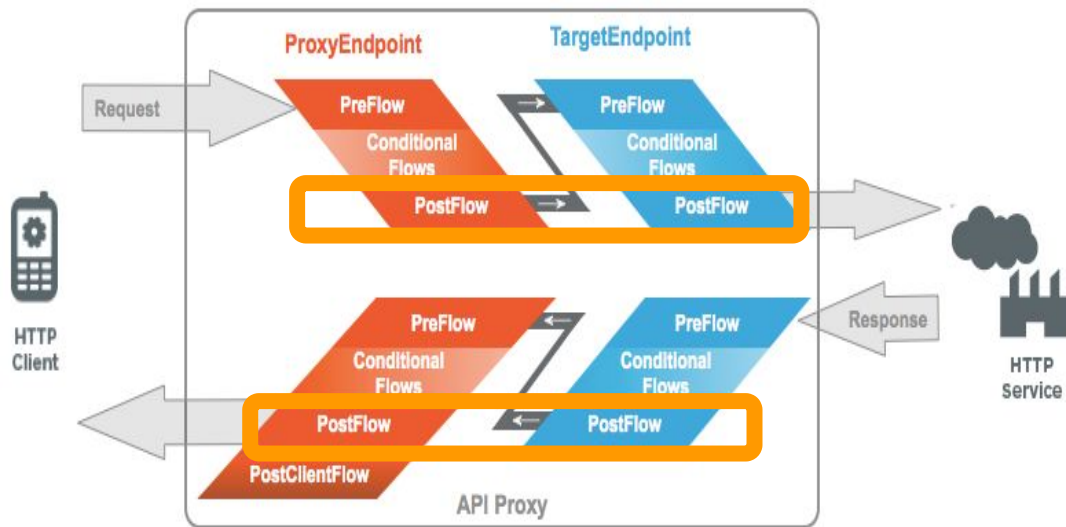 ProxyEndpoint
TargetEndpoint
Request
PreFlow
Conditional
Flows
PostFlow
PreFlow
Conditional
Flows
PostFlow
HTTP
Client
PreFlow
Conditional
Flows
PostFlow
PostClientFlow
PreFlow
Conditional
Flows
PostFlow
Response
HTTP
Service
API Proxy